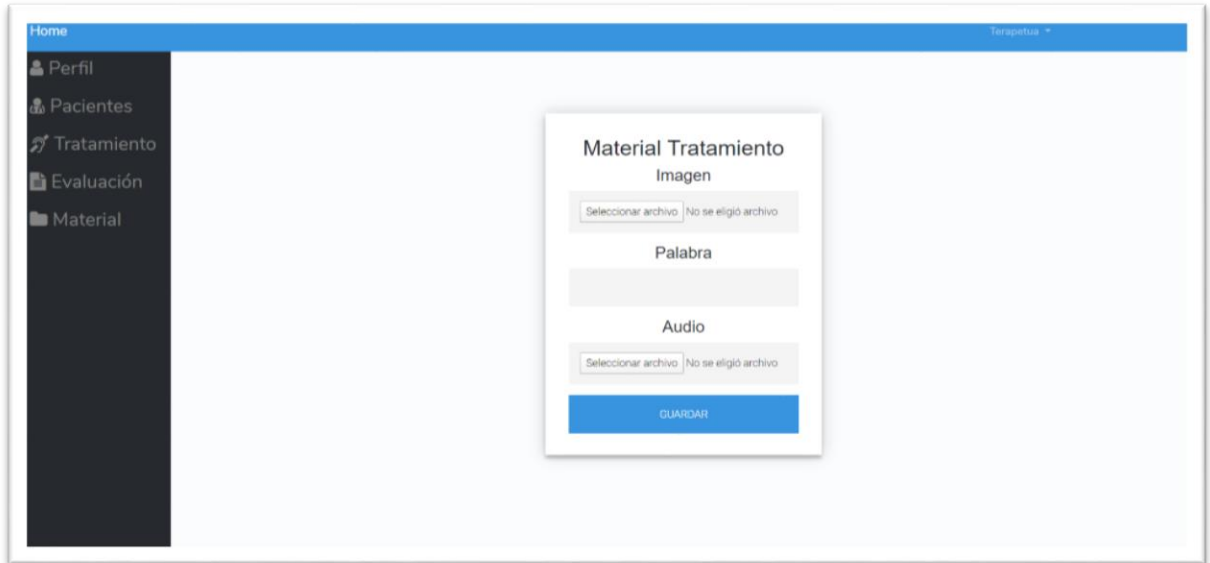 Home
Terapetua
Perfil
Pacientes
Tratamiento
Evaluación
Material
Material Tratamiento
Imagen
Seleccionar archivo No se eligió archivo
Palabra
Audio
Seleccionar archivo No se eligió archivo
GUARDAR